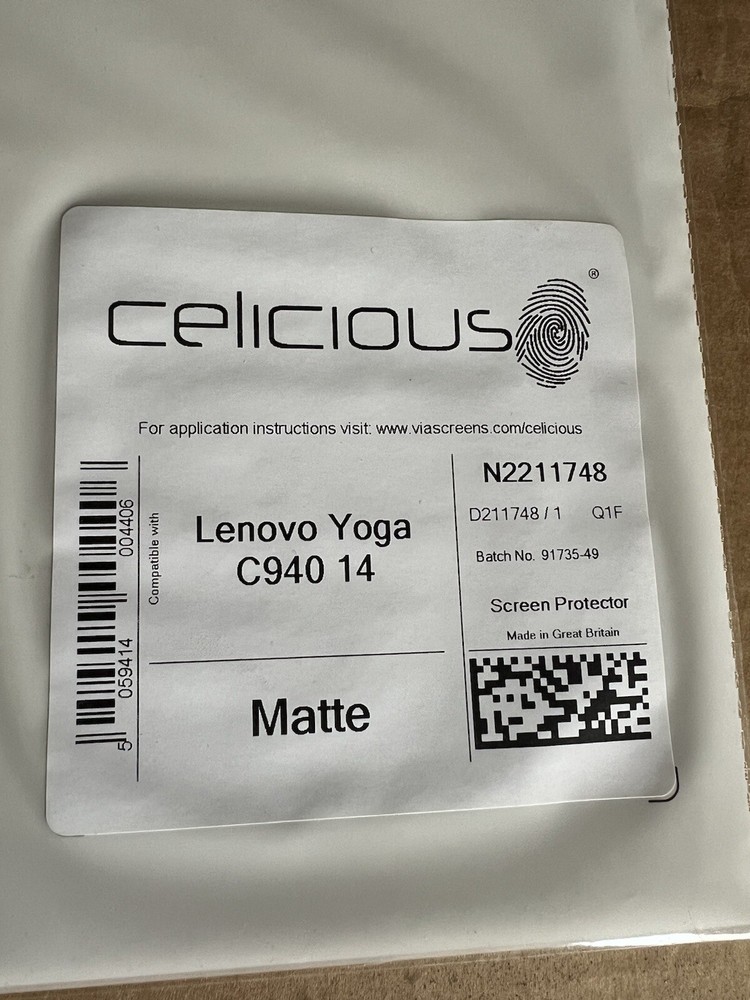 celicious®
For application instructions visit: www.viascreens.com/celicious
5 059414 004406
Compatible with
Lenovo Yoga
C940 14
Matte
N2211748
D211748 / 1 Q1F
Batch No. 91735-49
Screen Protector
Made in Great Britain